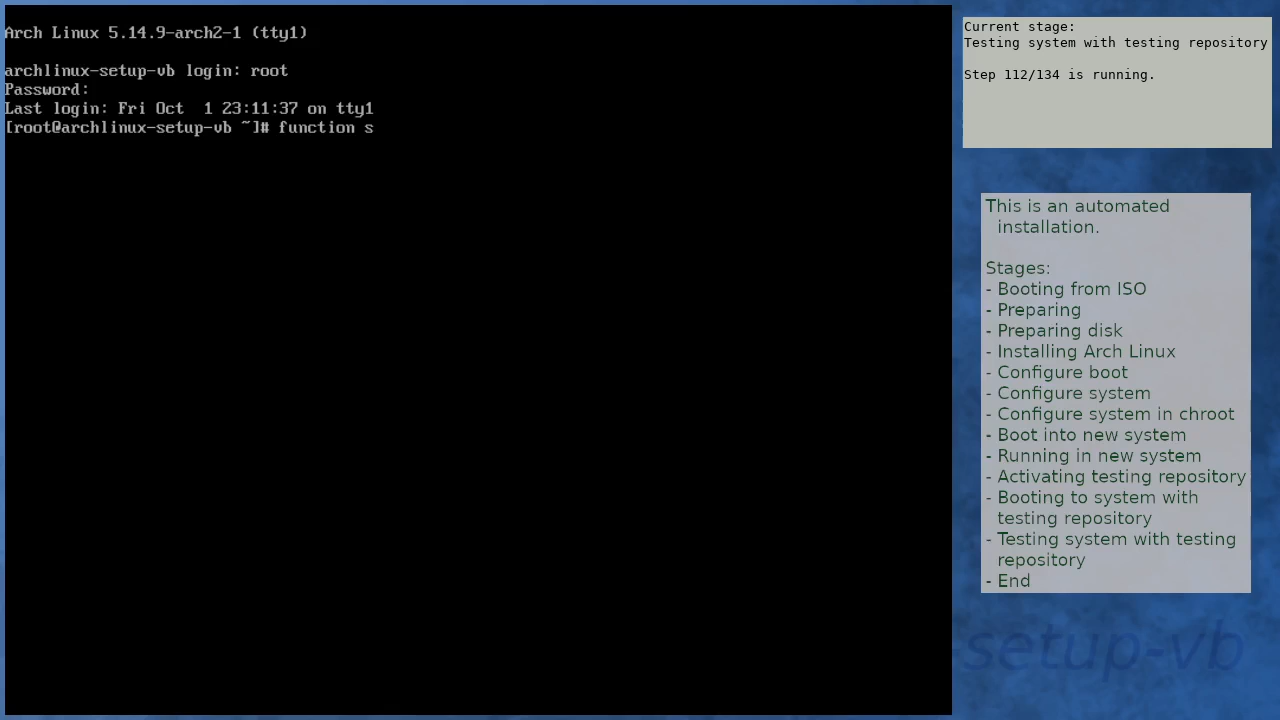 Arch Linux 5.14.9-arch2-1 (tty1)
archlinux-setup-vb login: root
Password:
Last login: Fri Oct  1 23:11:37 on tty1
[root@archlinux-setup-vb ~]# function s
Current stage:
Testing system with testing repository
Step 112/134 is running.
This is an automated
installation.
Stages:
- Booting from ISO
- Preparing
- Preparing disk
- Installing Arch Linux
- Configure boot
- Configure system
- Configure system in chroot
- Boot into new system
- Running in new system
- Activating testing repository
- Booting to system with
testing repository
- Testing system with testing
repository
- End
-setup-vb